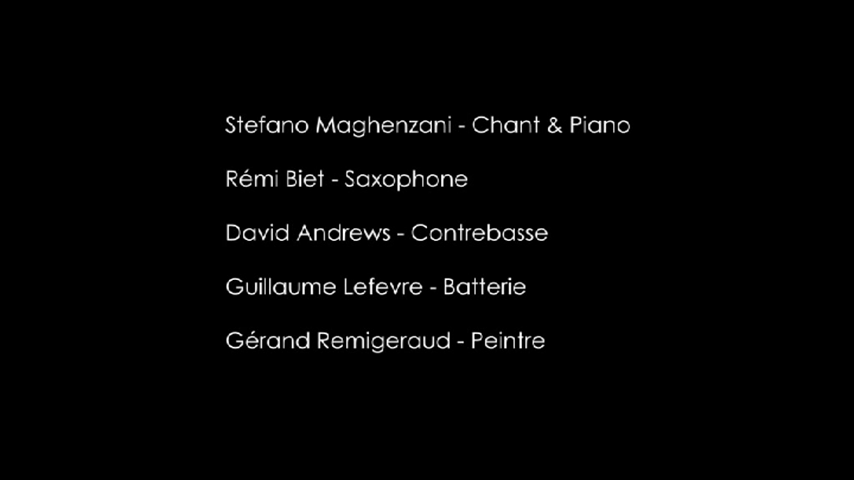 Stefano Maghenzani - Chant & Piano
Rémi Biet - Saxophone
David Andrews - Contrebasse
Guillaume Lefevre - Batterie
Gérand Remigeraud - Peintre